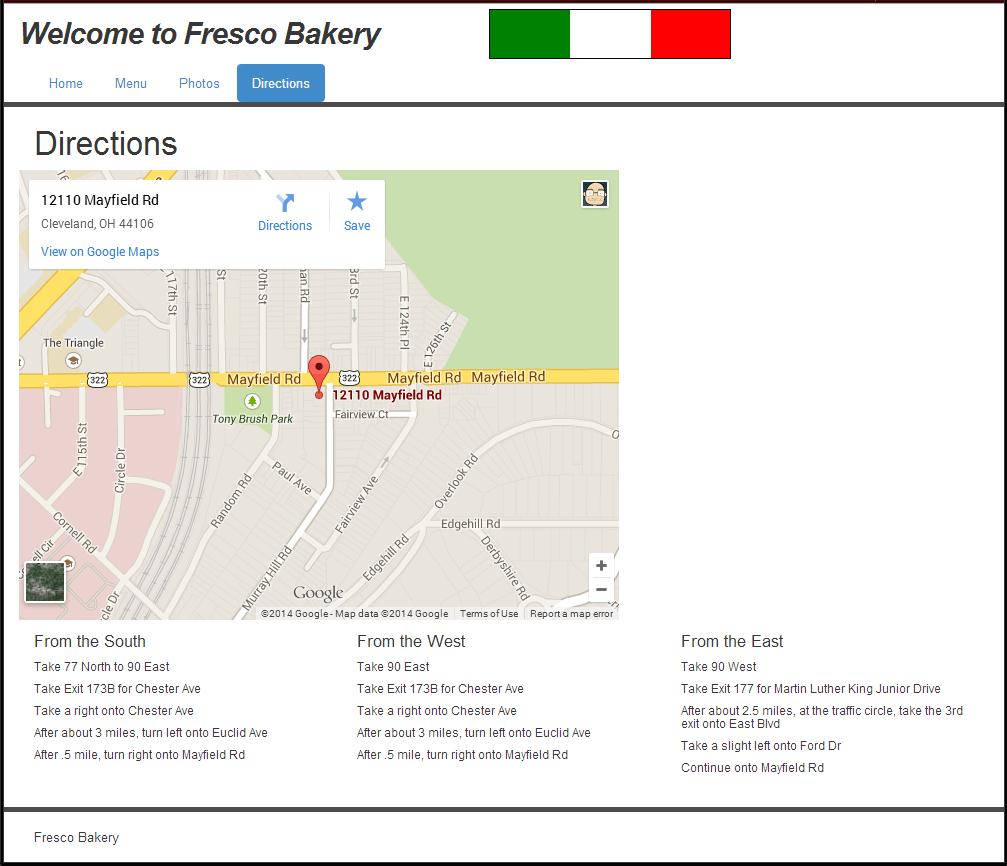 Welcome to Fresco Bakery
Home
Menu
Photos
Directions
Directions
12110 Mayfield Rd
Cleveland, OH 44106
View on Google Maps
Directions
Save
E 117th St
St
20th St
3rd St
E 124th Pl
E 126th St
The Triangle
322
322
Mayfield Rd
322
Mayfield Rd
Mayfield Rd
12110 Mayfield Rd
Tony Brush Park
Fairview Ct
E 115th St
Circle Dr
Paul Ave
Random Rd
Fairview Ave
Overlook Rd
Cornell Rd
Edgehill Rd
Edgehill Rd
Derbyshire Rd
Murray Hill Rd
Google
+
−
©2014 Google - Map data ©2014 Google
Terms of Use
Report a map error
From the South
Take 77 North to 90 East
Take Exit 173B for Chester Ave
Take a right onto Chester Ave
After about 3 miles, turn left onto Euclid Ave
After .5 mile, turn right onto Mayfield Rd
From the West
Take 90 East
Take Exit 173B for Chester Ave
Take a right onto Chester Ave
After about 3 miles, turn left onto Euclid Ave
After .5 mile, turn right onto Mayfield Rd
From the East
Take 90 West
Take Exit 177 for Martin Luther King Junior Drive
After about 2.5 miles, at the traffic circle, take the 3rd
exit onto East Blvd
Take a slight left onto Ford Dr
Continue onto Mayfield Rd
Fresco Bakery